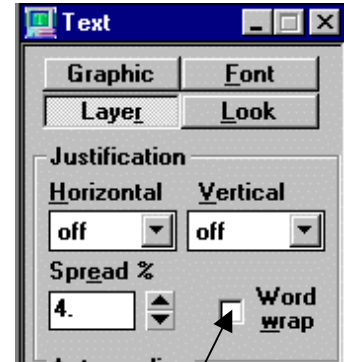 Text
Graphic Font
Layer Look
Justification
Horizontal Vertical
off off
Spread %
4. Word
wrap